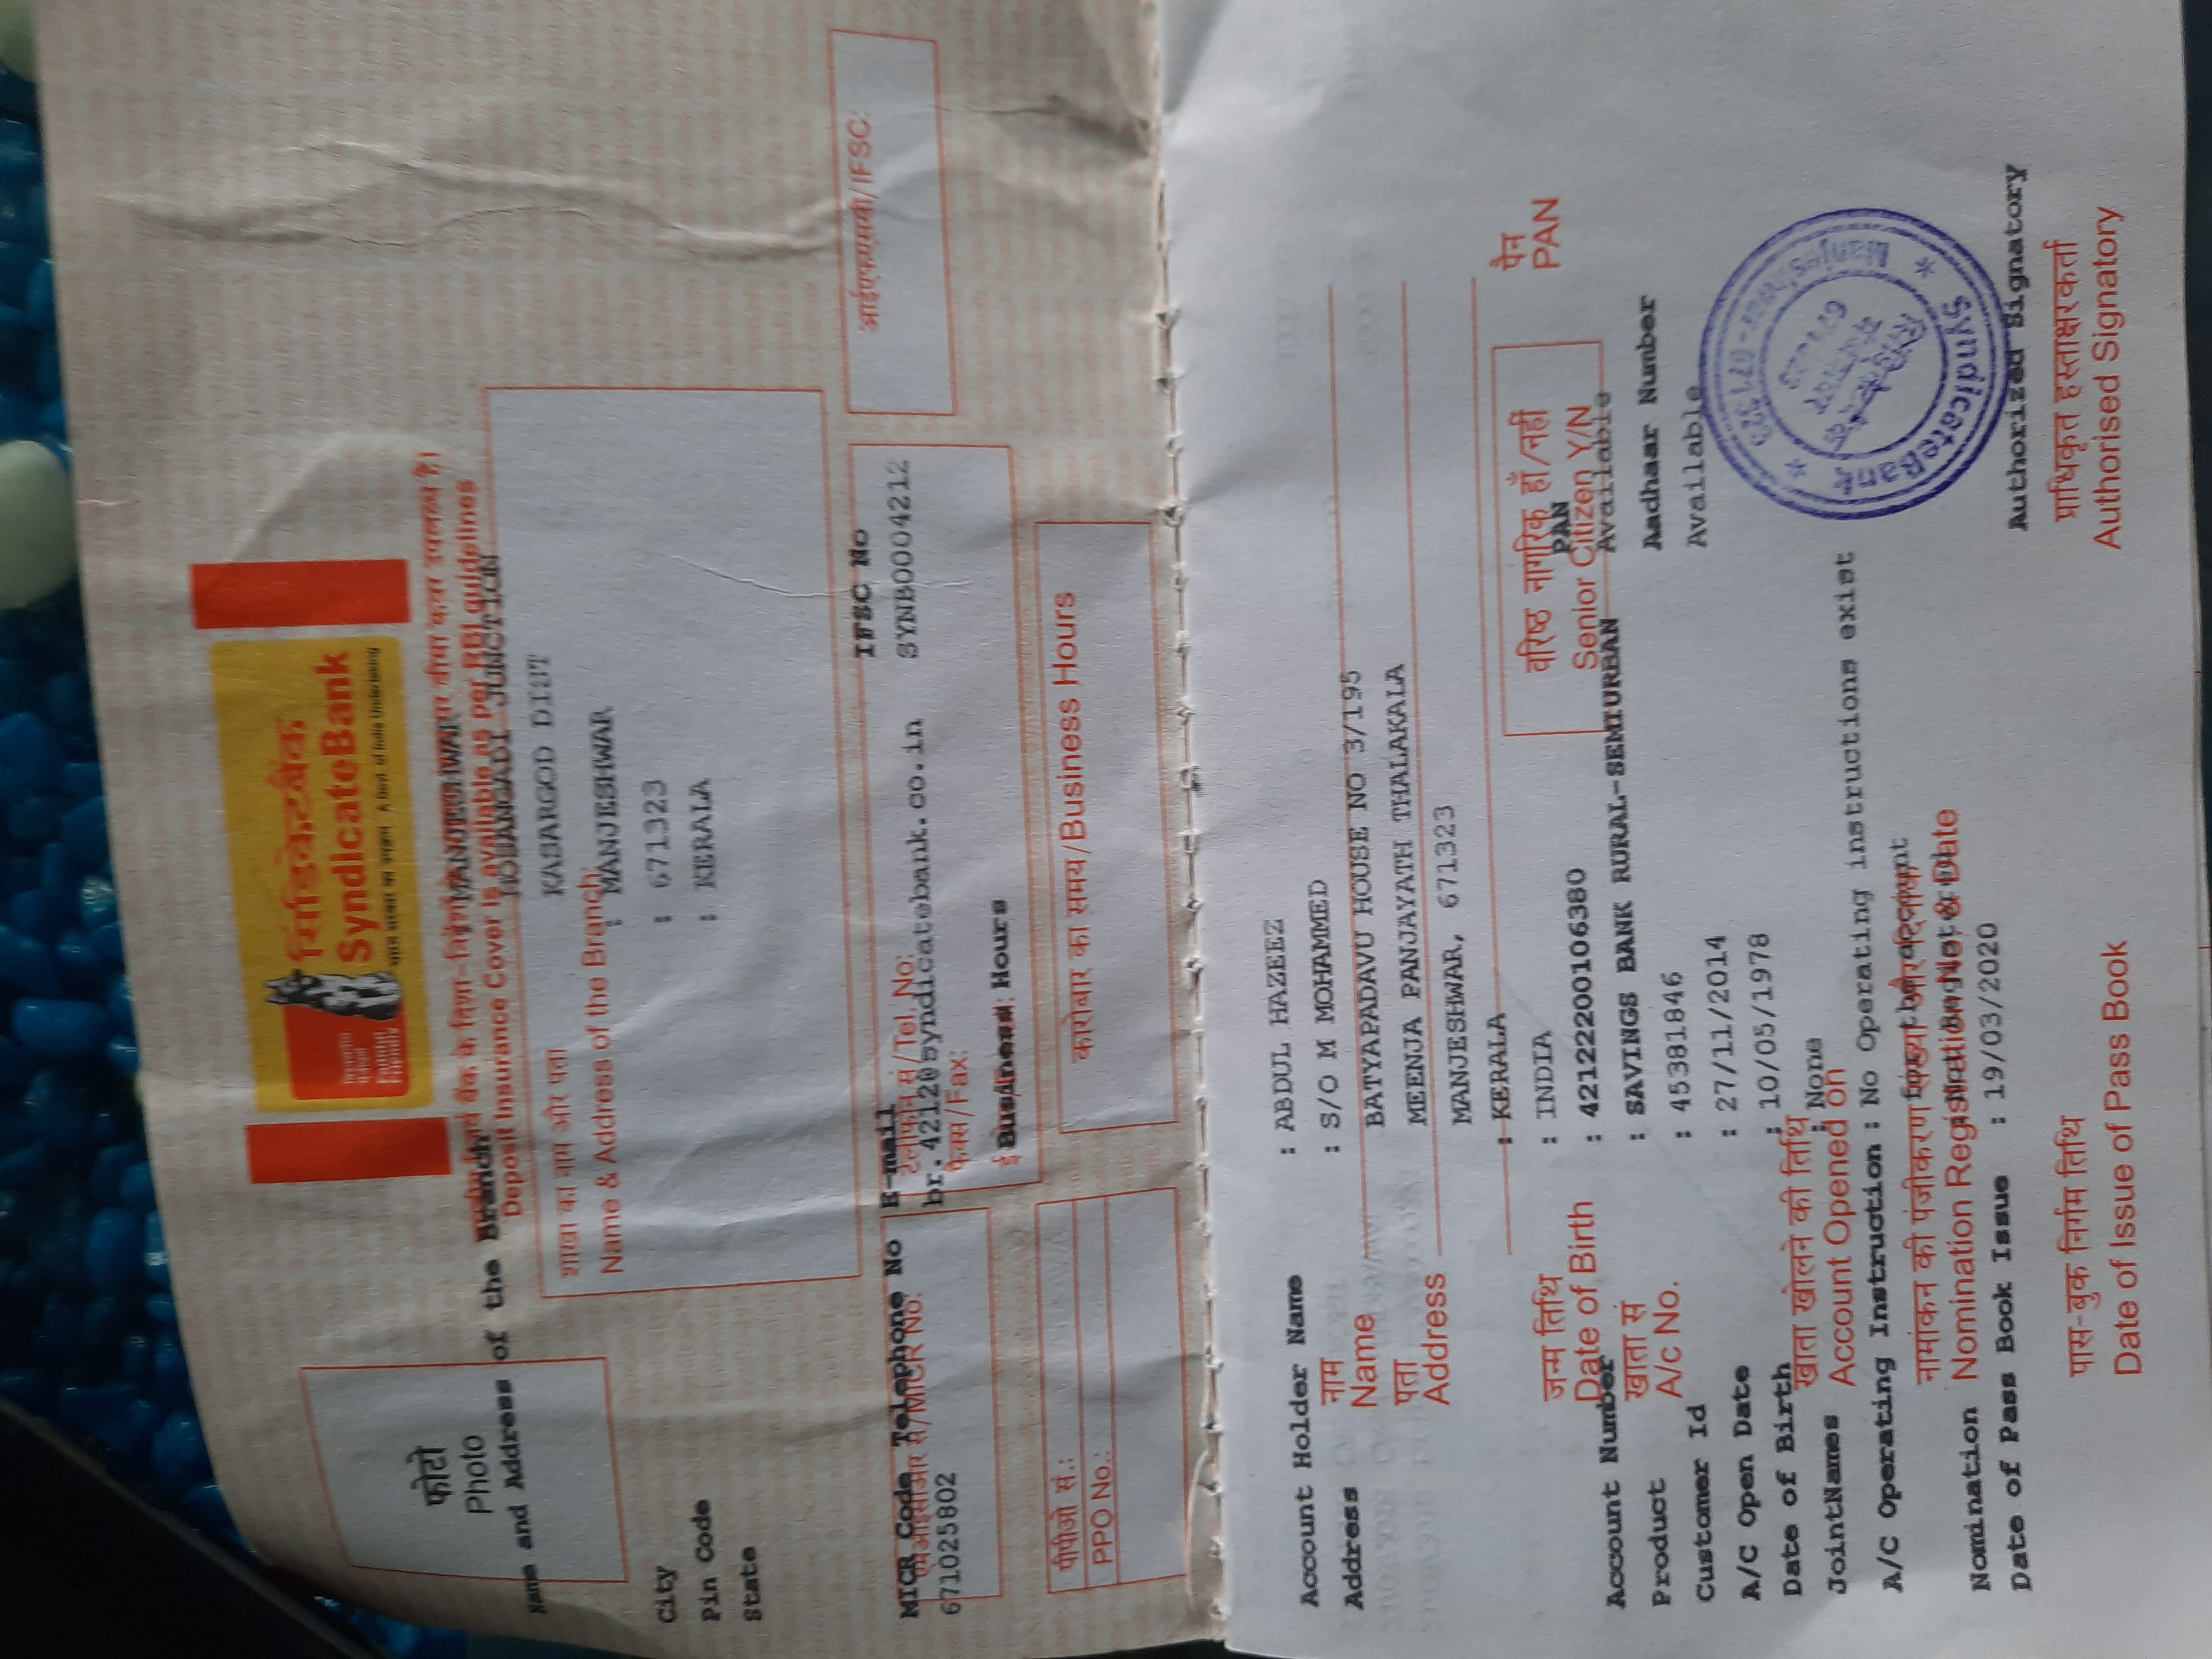 सिंडिकेटबैंक
SyndicateBank
Faithful
Friendly
A Govt. of India Undertaking
फोटो
Photo
बैंक के दिशा-निर्देशों बीमा कवर उपलब्ध है।
Deposit Insurance Cover is available as per RBI guidelines
Name and Address of the Branch : MANJESHWAR
HOSANGADI JUNCTION
KASARGOD DIST
शाखा का नाम और पता
Name & Address of the Branch:
City : MANJESHWAR
Pin Code : 671323
State : KERALA
MICR Code Telephone No E-mail IFSC No
एमआईसीआर सं/MICR No:
टेलीफोन सं/Tel. No:
आईएफएससी/IFSC:
671025802 br.4212@syndicatebank.co.in SYNB0004212
फैक्स/Fax:
Business Hours
पीपीओ सं.:
PPO No.:
कारोबार का समय/Business Hours
Account Holder Name : ABDUL HAZEEZ
नाम
Name
Address : S/O M MOHAMMED
BATYAPADAVU HOUSE NO 3/195
पता
Address
MEENJA PANJAYATH THALAKALA
MANJESHWAR, 671323
: KERALA
: INDIA
जन्म तिथि
Date of Birth
वरिष्ठ नागरिक हाँ/नहीं
Senior Citizen Y/N
पैन
PAN
Account Number : 42122200106380
PAN
Available
खाता सं
A/c No.
Product : SAVINGS BANK RURAL-SEMIURBAN
Customer Id : 45381846
Aadhaar Number
Available
A/C Open Date : 27/11/2014
Date of Birth : 10/05/1978
खाता खोलने की तिथि
Account Opened on
JointNames : None
A/C Operating Instruction : No Operating instructions exist
for the account
नामांकन की पंजीकरण संख्या और दिनांक
Nomination Registration No. & Date
Nomination : Not Registered
Date of Pass Book Issue : 19/03/2020
SyndicateBank * Manjeshwar-671323 *
Authorized Signatory
पास-बुक निर्गम तिथि
Date of Issue of Pass Book
प्राधिकृत हस्ताक्षरकर्ता
Authorised Signatory